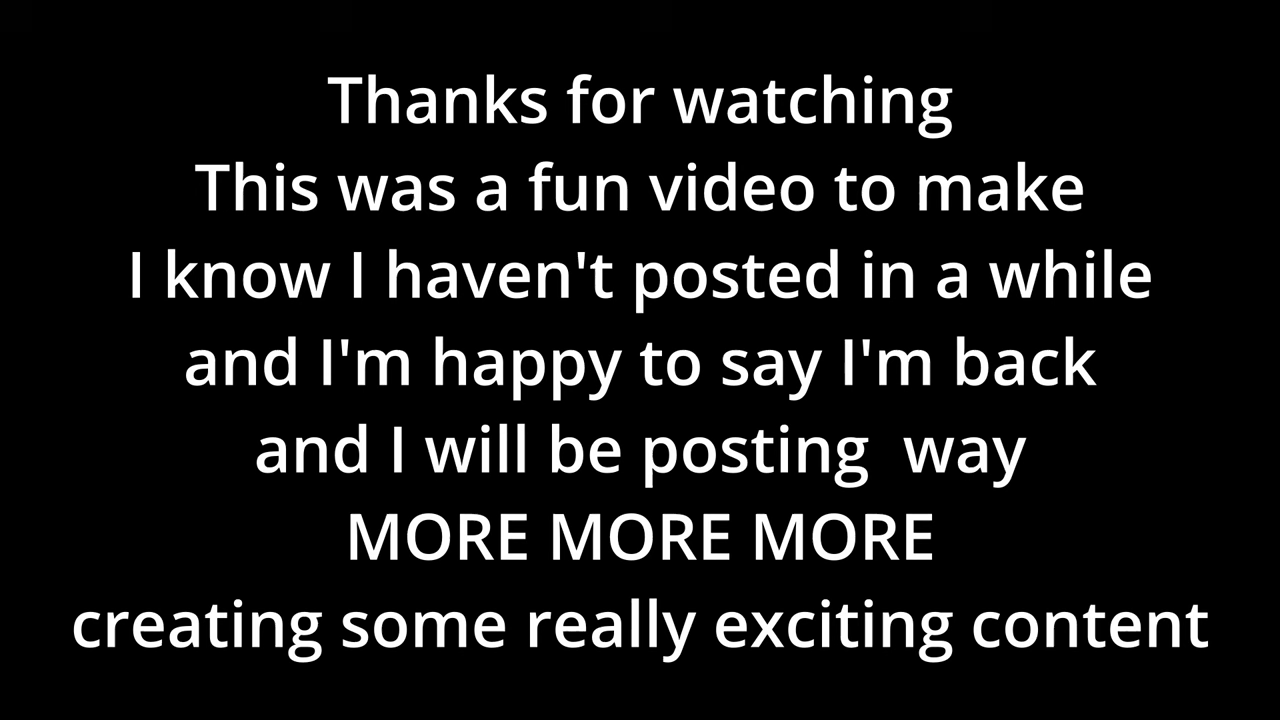 Thanks for watching
This was a fun video to make
I know I haven't posted in a while
and I'm happy to say I'm back
and I will be posting  way
MORE MORE MORE
creating some really exciting content